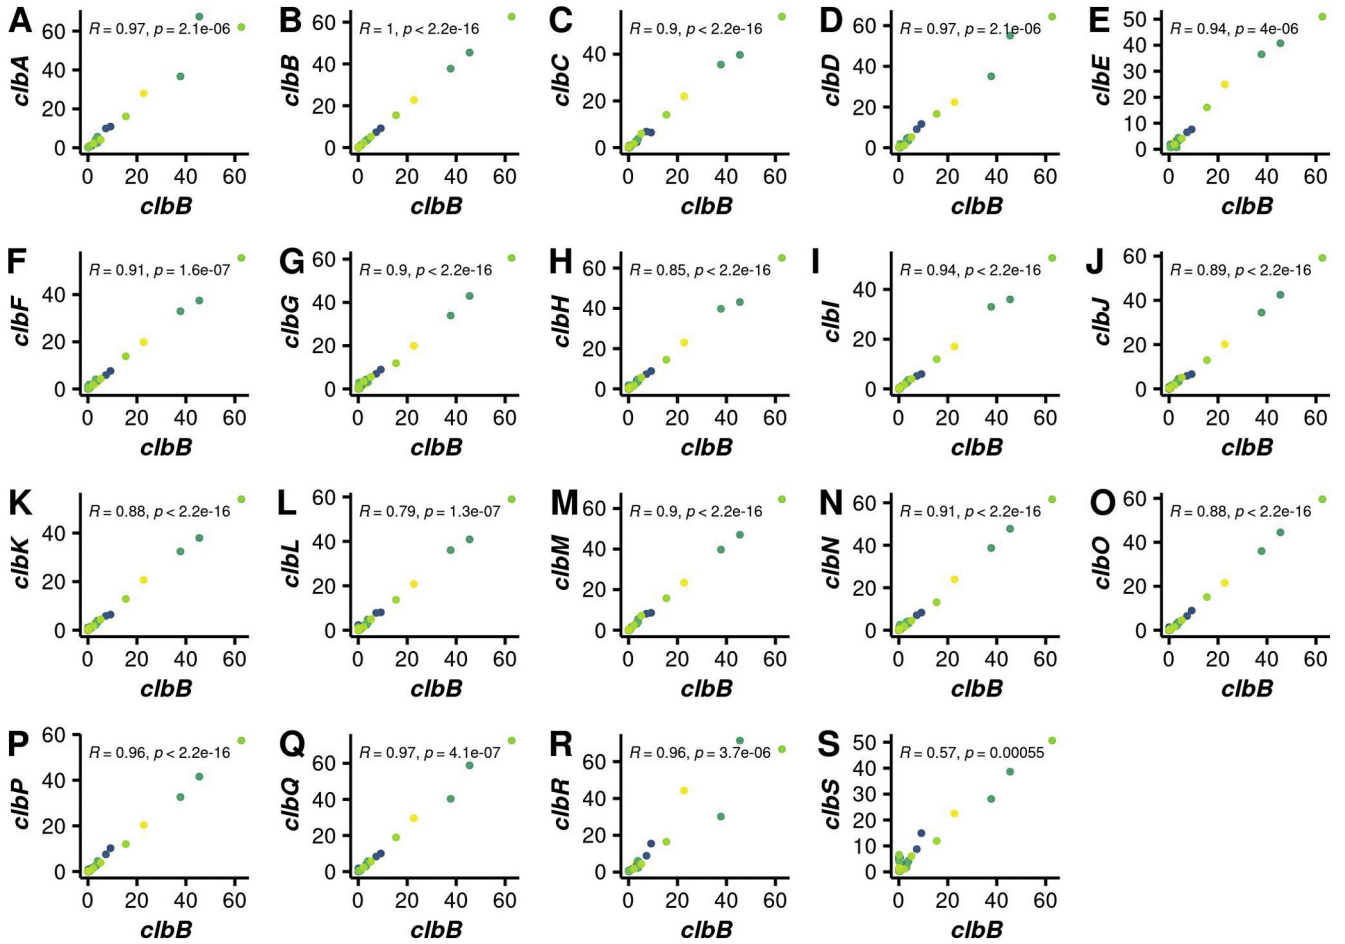 A
R = 0.97, p = 2.1e-06
clbA
60
40
20
0
0 20 40 60
clbB
B
R = 1, p < 2.2e-16
clbB
60
40
20
0
0 20 40 60
clbB
C
R = 0.9, p < 2.2e-16
clbC
40
20
0
0 20 40 60
clbB
D
R = 0.97, p = 2.1e-06
clbD
60
40
20
0
0 20 40 60
clbB
E
R = 0.94, p = 4e-06
clbE
50
40
30
20
10
0
0 20 40 60
clbB
F
R = 0.91, p = 1.6e-07
clbF
40
20
0
0 20 40 60
clbB
G
R = 0.9, p < 2.2e-16
clbG
60
40
20
0
0 20 40 60
clbB
H
R = 0.85, p < 2.2e-16
clbH
60
40
20
0
0 20 40 60
clbB
I
R = 0.94, p < 2.2e-16
clbI
40
20
0
0 20 40 60
clbB
J
R = 0.89, p < 2.2e-16
clbJ
60
40
20
0
0 20 40 60
clbB
K
R = 0.88, p < 2.2e-16
clbK
40
20
0
0 20 40 60
clbB
L
R = 0.79, p = 1.3e-07
clbL
60
40
20
0
0 20 40 60
clbB
M
R = 0.9, p < 2.2e-16
clbM
60
40
20
0
0 20 40 60
clbB
N
R = 0.91, p < 2.2e-16
clbN
60
40
20
0
0 20 40 60
clbB
O
R = 0.88, p < 2.2e-16
clbO
60
40
20
0
0 20 40 60
clbB
P
R = 0.96, p < 2.2e-16
clbP
60
40
20
0
0 20 40 60
clbB
Q
R = 0.97, p = 4.1e-07
clbQ
60
40
20
0
0 20 40 60
clbB
R
R = 0.96, p = 3.7e-06
clbR
60
40
20
0
0 20 40 60
clbB
S
R = 0.57, p = 0.00055
clbS
50
40
30
20
10
0
0 20 40 60
clbB